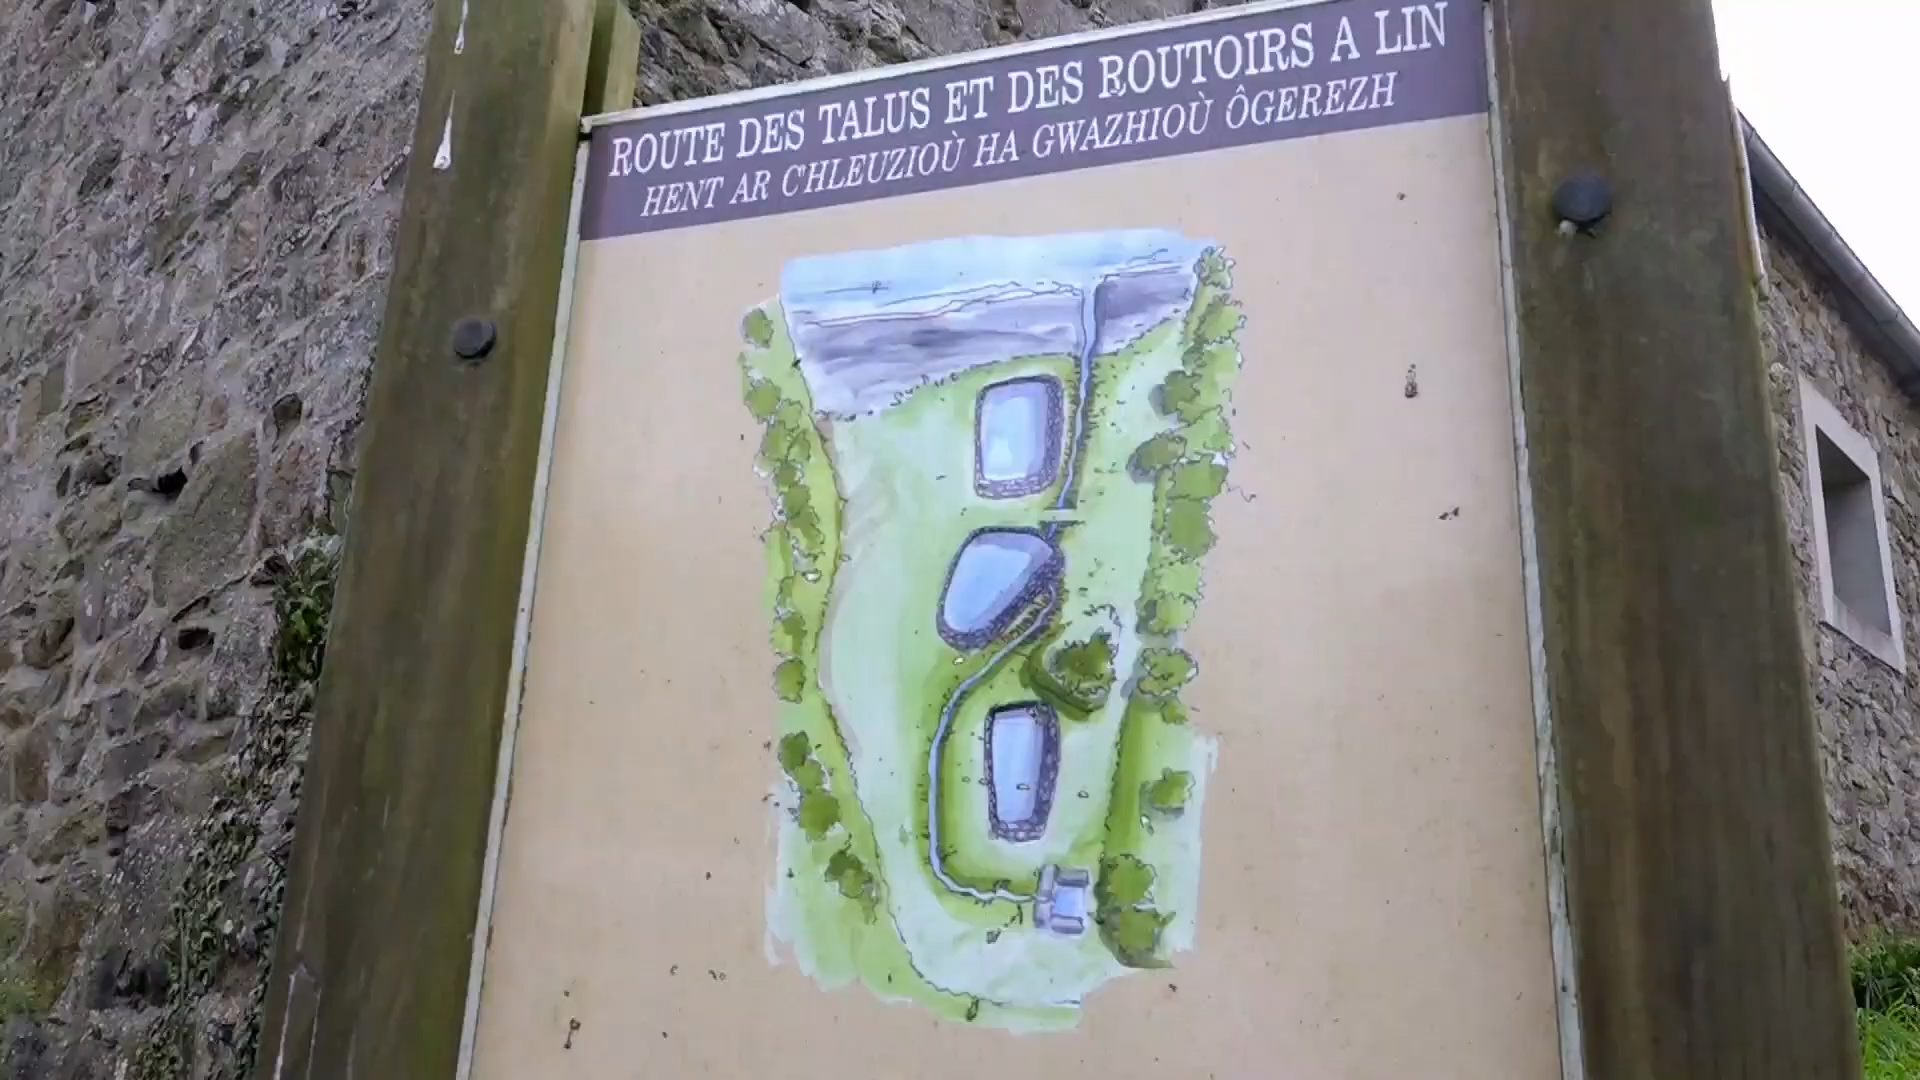 ROUTE DES TALUS ET DES ROUTOIRS A LIN
HENT AR C'HLEUZIOÙ HA GWAZHIOÙ ÔGEREZH